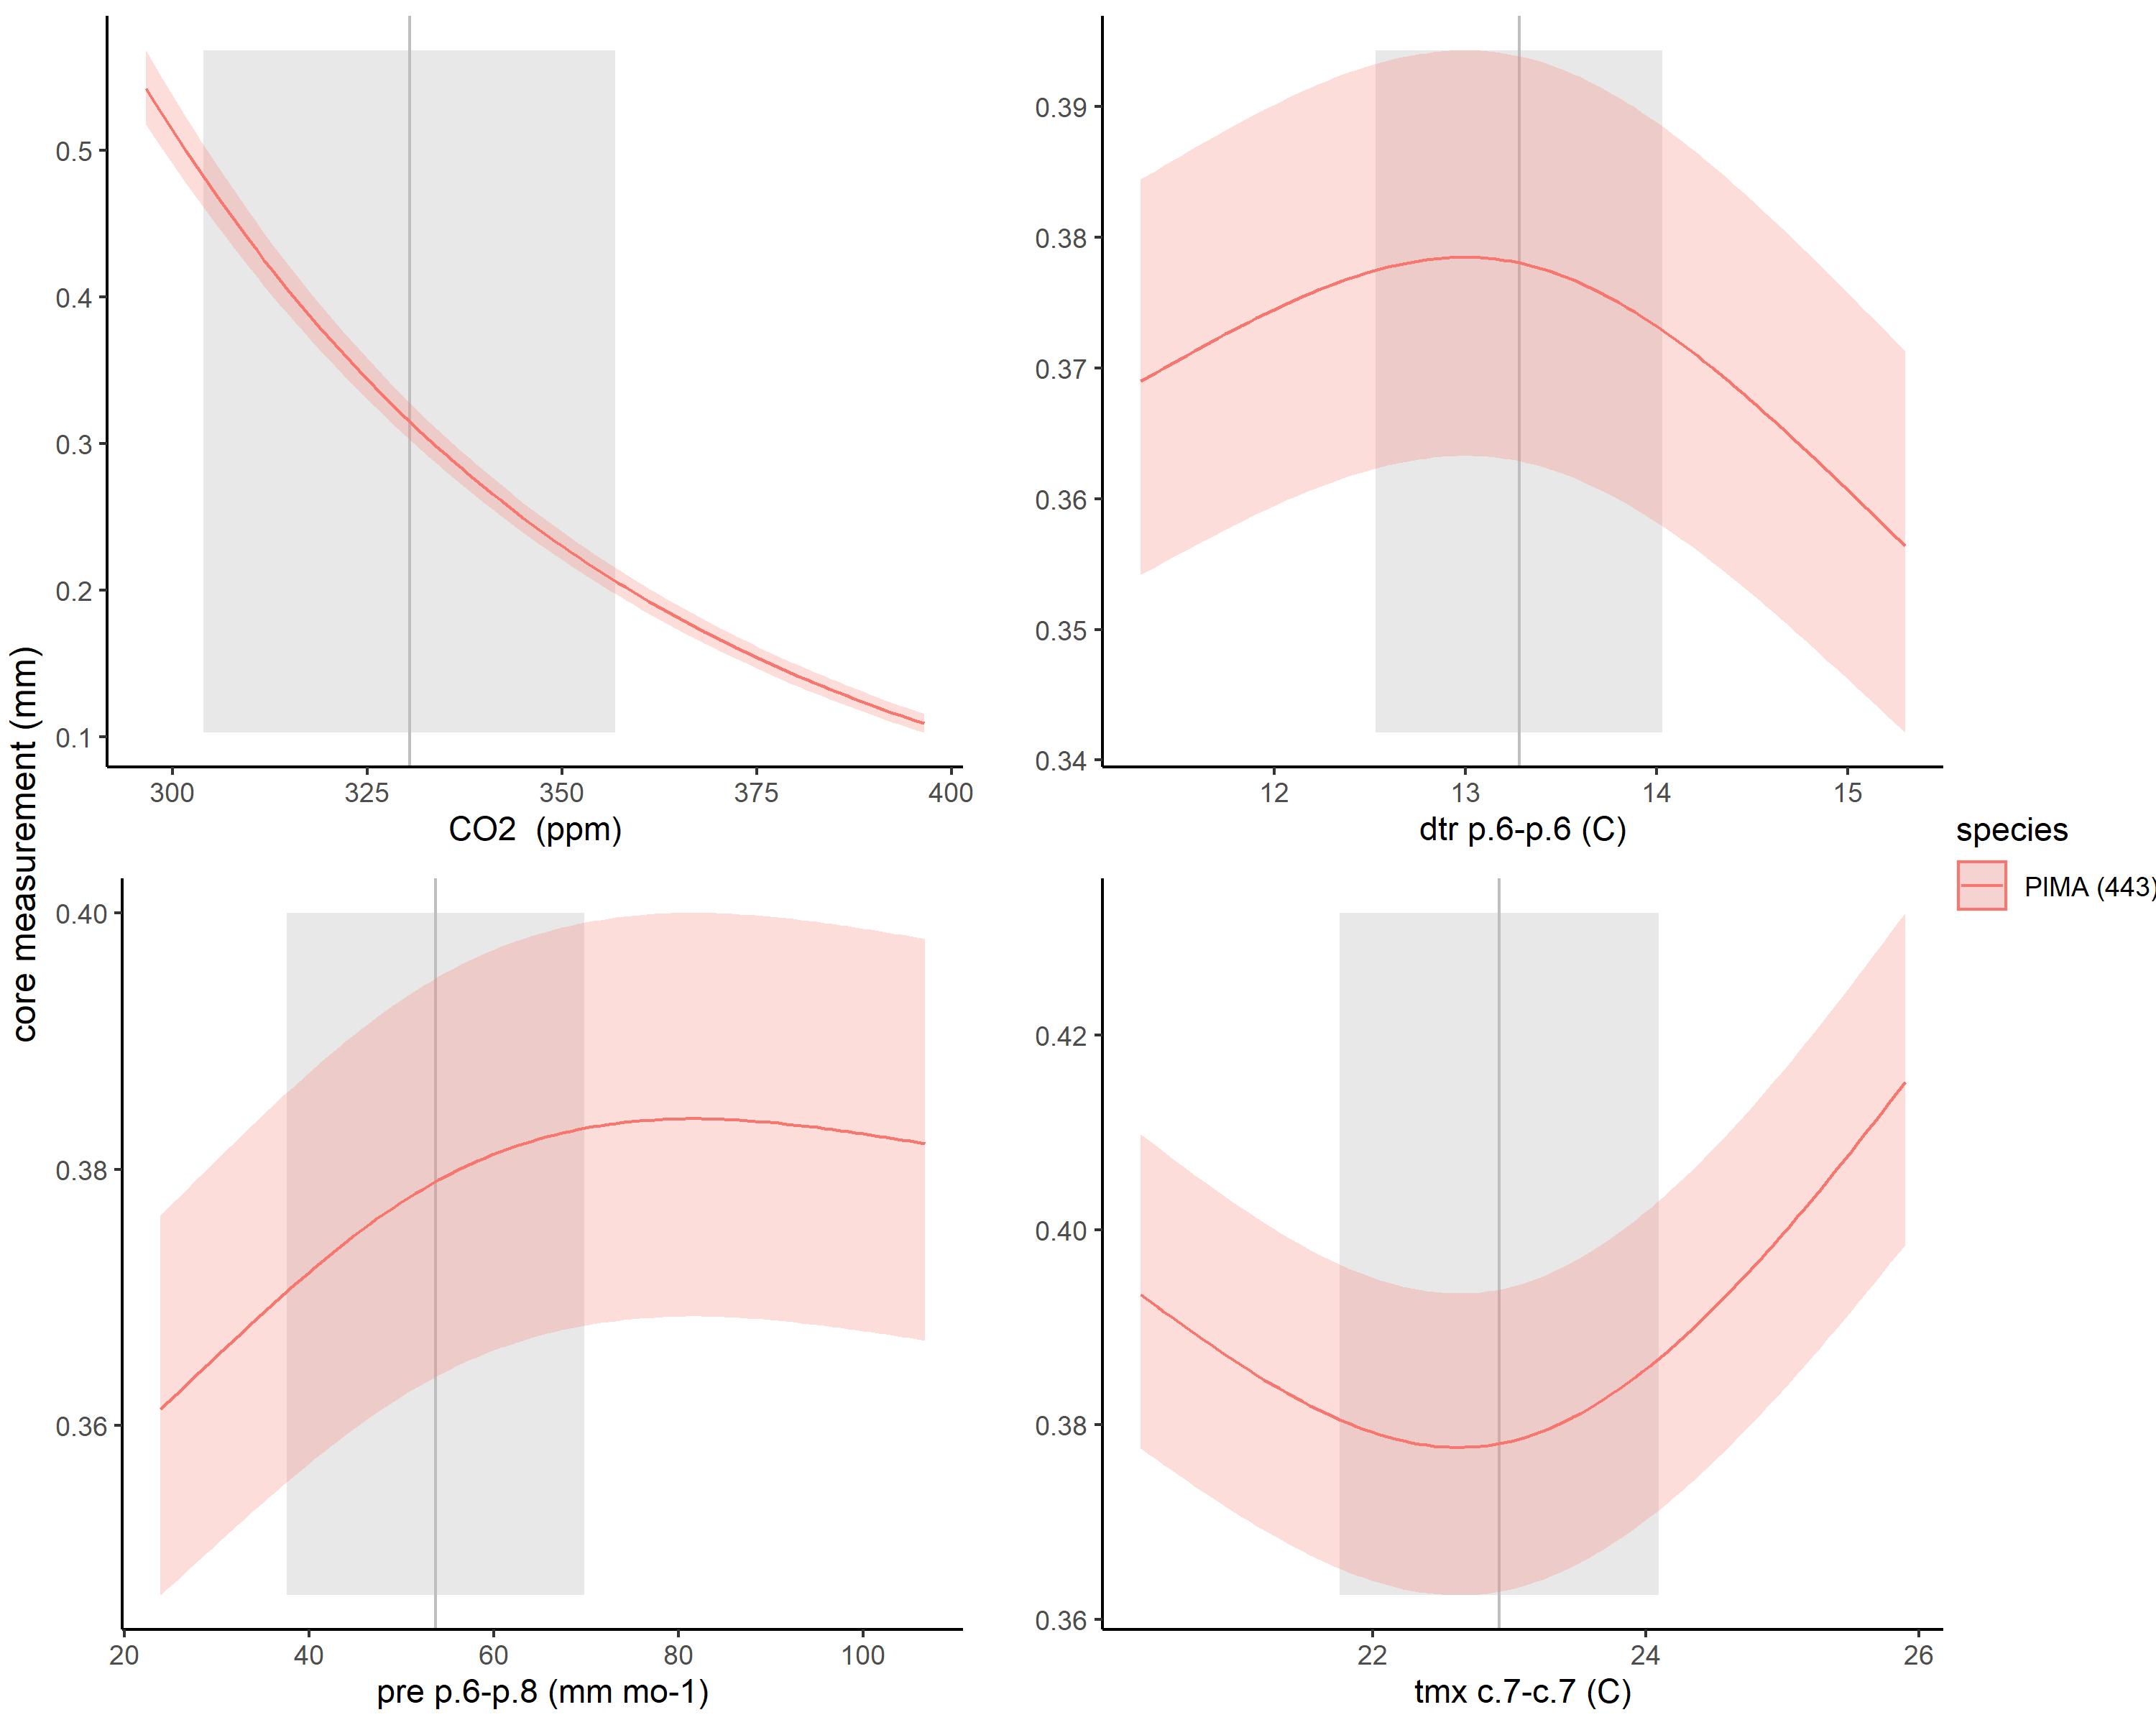 core measurement (mm)
0.5
0.4
0.3
0.2
0.1
300 325 350 375 400
CO2 (ppm)
0.39
0.38
0.37
0.36
0.35
0.34
12 13 14 15
dtr p.6-p.6 (C)
0.40
0.38
0.36
20 40 60 80 100
pre p.6-p.8 (mm mo-1)
0.42
0.40
0.38
0.36
22 24 26
tmx c.7-c.7 (C)
species
PIMA (443)